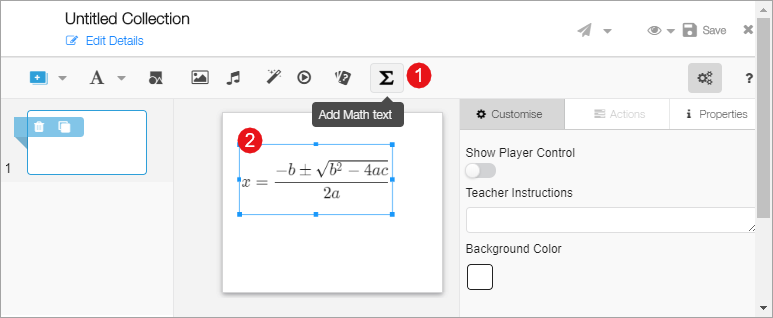 Untitled Collection
Edit Details
Save
A
Σ
1
?
Add Math text
Customise
Actions
Properties
1
2
x = \frac{-b \pm \sqrt{b^2 - 4ac}}{2a}
Show Player Control
Teacher Instructions
Background Color